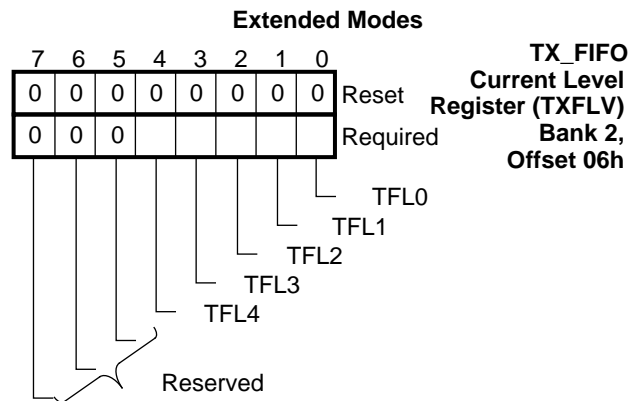 Extended Modes
7 6 5 4 3 2 1 0
0 0 0 0 0 0 0 0 Reset
0 0 0 Required
TX_FIFO
Current Level
Register (TXFLV)
Bank 2,
Offset 06h
TFL0
TFL1
TFL2
TFL3
TFL4
Reserved